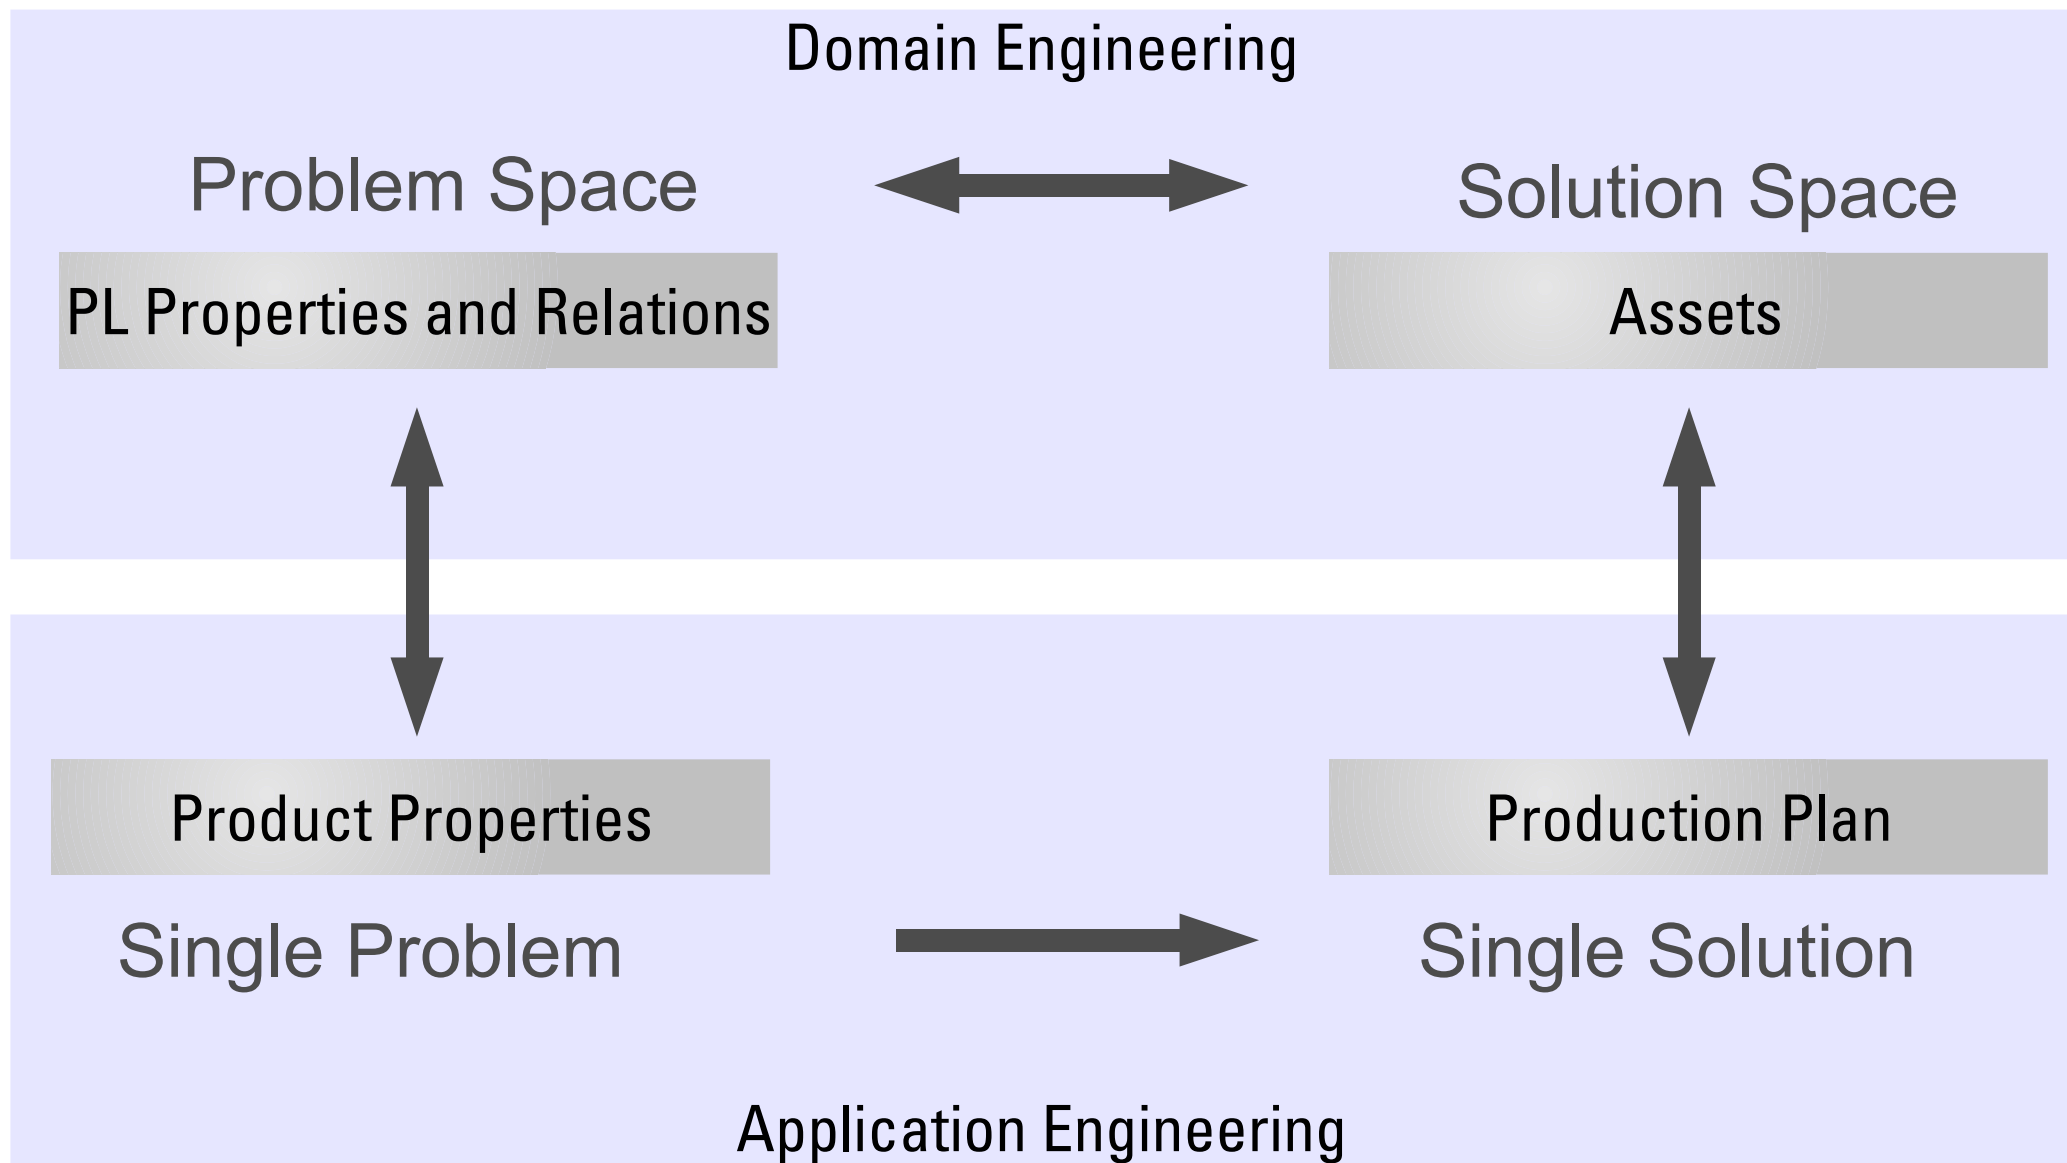 Domain Engineering
Problem Space
Solution Space
PL Properties and Relations
Assets
Product Properties
Production Plan
Single Problem
Single Solution
Application Engineering